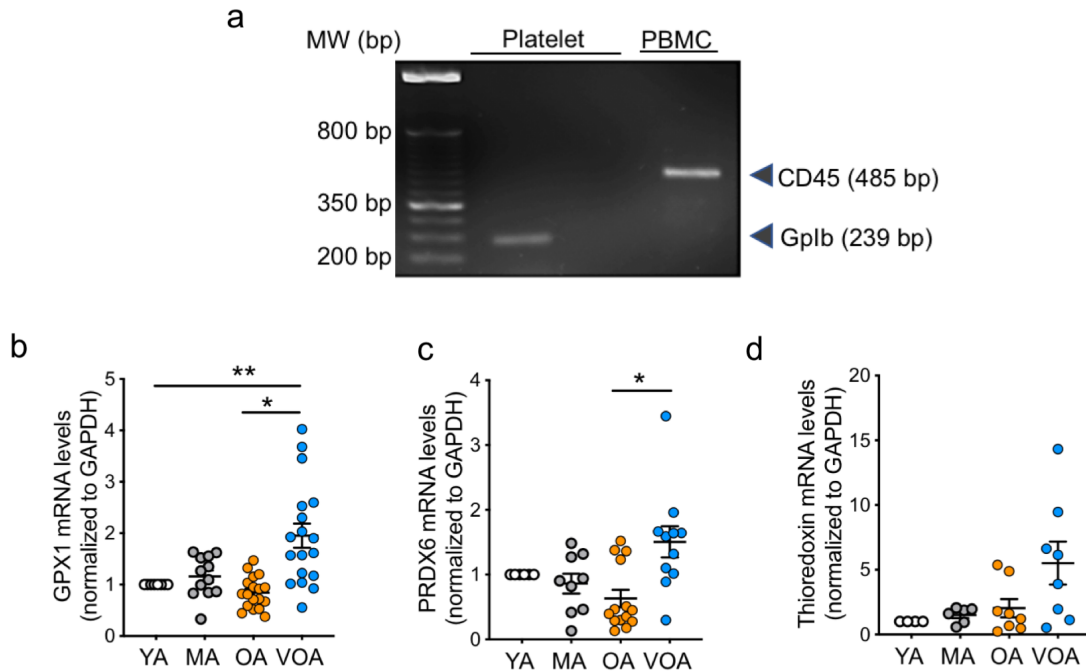 a
MW (bp) Platelet PBMC
800 bp
350 bp
200 bp
CD45 (485 bp)
GpIb (239 bp)
b
GPX1 mRNA levels
(normalized to GAPDH)
5
4
3
2
1
0
**
*
YA MA OA VOA
c
PRDX6 mRNA levels
(normalized to GAPDH)
4
3
2
1
0
*
YA MA OA VOA
d
Thioredoxin mRNA levels
(normalized to GAPDH)
20
15
10
5
0
YA MA OA VOA